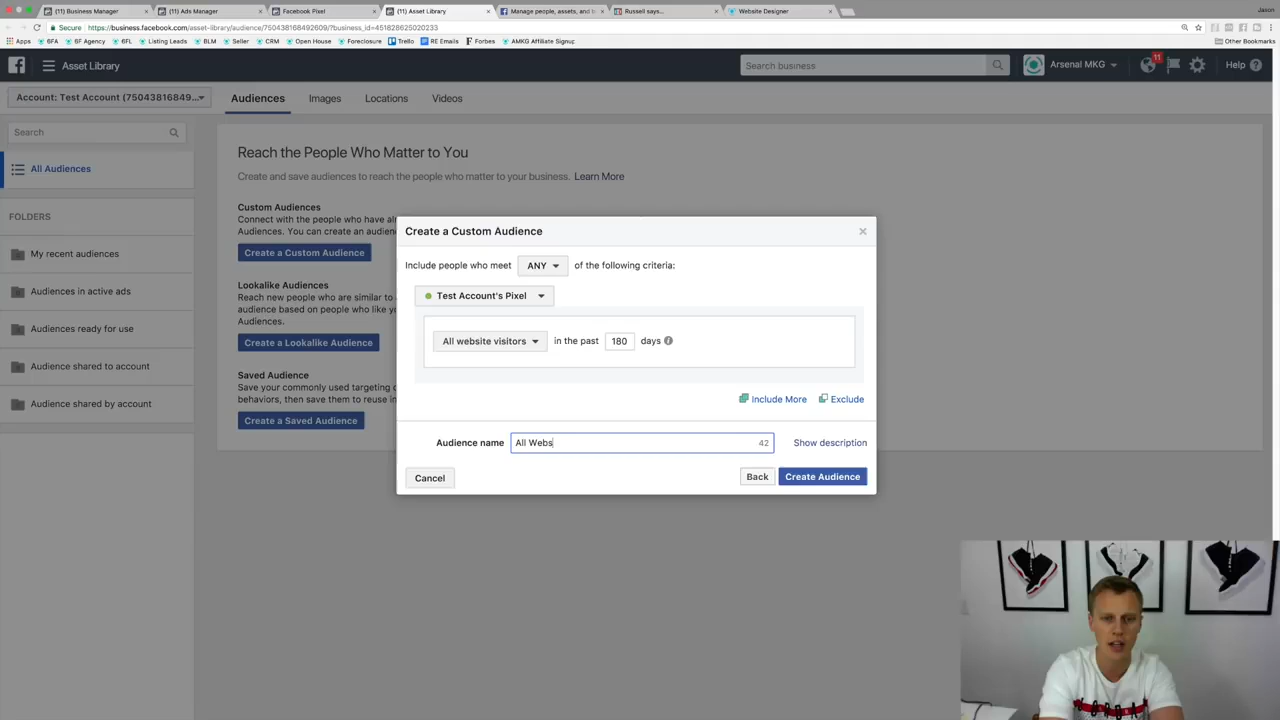 (11) Business Manager
(11) Ads Manager
Facebook Pixel
(11) Asset Library
Manage people, assets, and b
Russell says...
Website Designer
Jason
Secure https://business.facebook.com/asset-library/audience/750438168492609/?business_id=451828625020233
Apps 6FA 6F Agency 6FL Listing Leads BLM Seller CRM Open House Foreclosure Trello RE Emails Forbes AMKG Affiliate Signup Other Bookmarks
Asset Library
Search business
Arsenal MKG
11
Help
Account: Test Account (75043816849...
Audiences Images Locations Videos
Search
All Audiences
FOLDERS
My recent audiences
Audiences in active ads
Audiences ready for use
Audience shared to account
Audience shared by account
Reach the People Who Matter to You
Create and save audiences to reach the people who matter to your business. Learn More
Custom Audiences
Connect with the people who have al
Audiences. You can create an audien
Create a Custom Audience
Lookalike Audiences
Reach new people who are similar to
audience based on people who like yo
Audiences.
Create a Lookalike Audience
Saved Audience
Save your commonly used targeting o
behaviors, then save them to reuse in
Create a Saved Audience
Create a Custom Audience
Include people who meet ANY of the following criteria:
Test Account's Pixel
All website visitors in the past 180 days
Include More Exclude
Audience name All Webs 42 Show description
Cancel Back Create Audience